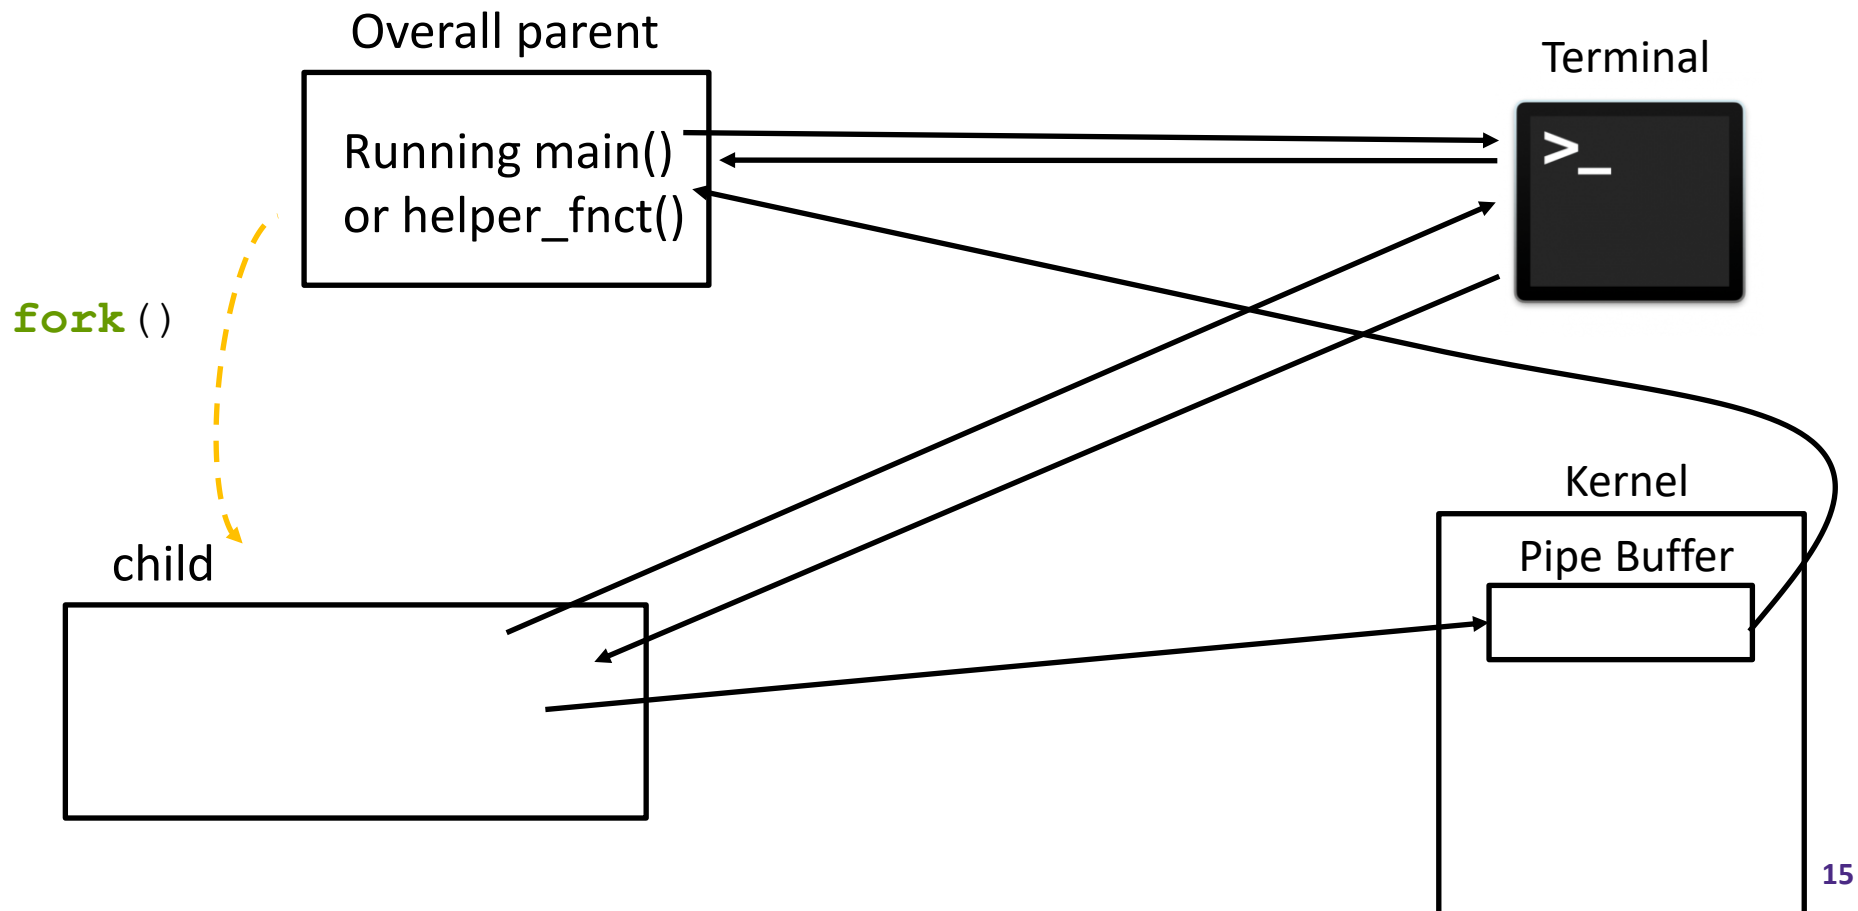 Overall parent
Terminal
Running main()
or helper_fnct()
>_
fork()
Kernel
Pipe Buffer
child
15